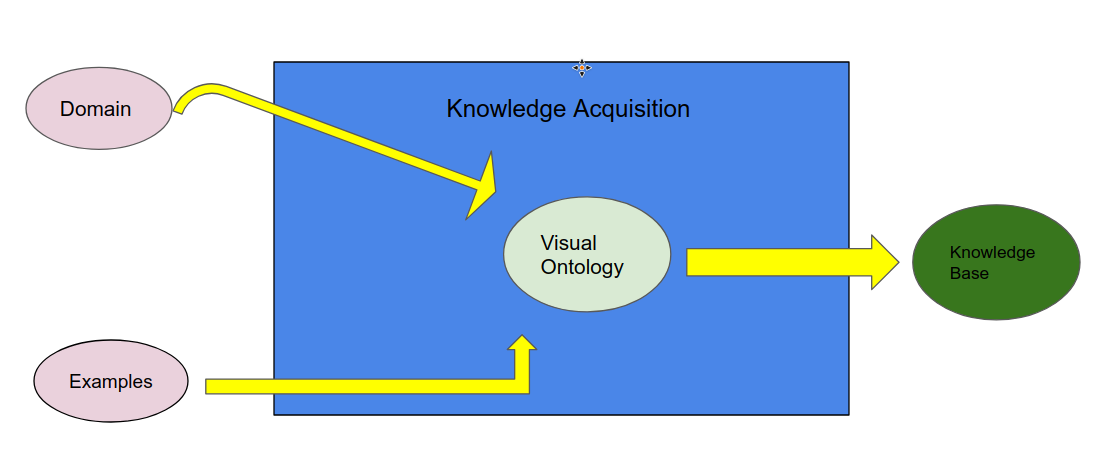 Domain
Knowledge Acquisition
Visual
Ontology
Knowledge
Base
Examples